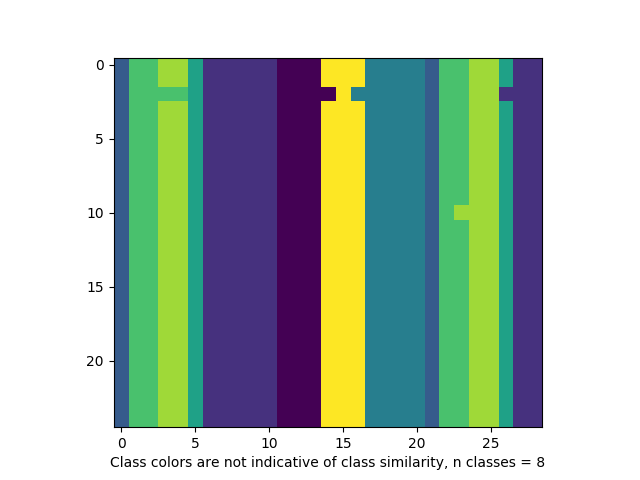 0
5
10
15
20
0 5 10 15 20 25
Class colors are not indicative of class similarity, n classes = 8